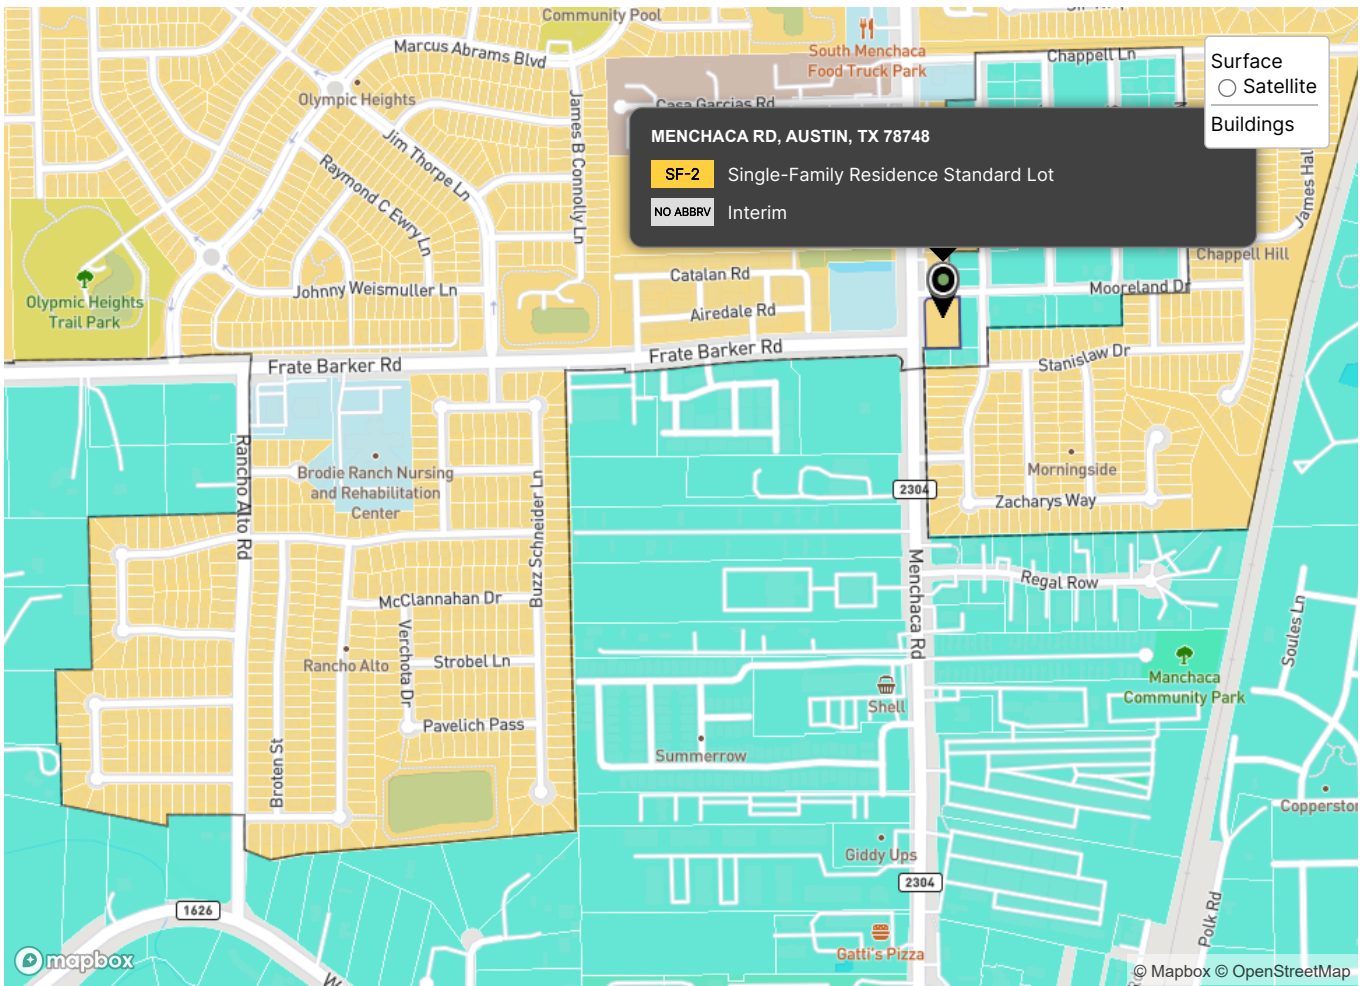 Community Pool
Marcus Abrams Blvd
South Menchaca
Food Truck Park
Chappell Ln
Surface
Satellite
Buildings
Olympic Heights
Casa Garcias Rd
James B Connolly Ln
MENCHACA RD, AUSTIN, TX 78748
SF-2
Single-Family Residence Standard Lot
NO ABBRV
Interim
Jim Thorpe Ln
Raymond C Ewry Ln
James Hal
Chappell Hill
Catalan Rd
Johnny Weismuller Ln
Olypmic Heights
Trail Park
Mooreland Dr
Airedale Rd
Frate Barker Rd
Frate Barker Rd
Stanislaw Dr
Rancho Alto Rd
Brodie Ranch Nursing
and Rehabilitation
Center
Morningside
2304
Zacharys Way
Buzz Schneider Ln
Menchaca Rd
Regal Row
McClannahan Dr
Verchota Dr
Soules Ln
Rancho Alto
Strobel Ln
Manchaca
Community Park
Shell
Pavelich Pass
Summerrow
Broten St
Coppersto
Giddy Ups
2304
1626
Polk Rd
Gatti's Pizza
mapbox
W
Rd
© Mapbox © OpenStreetMap